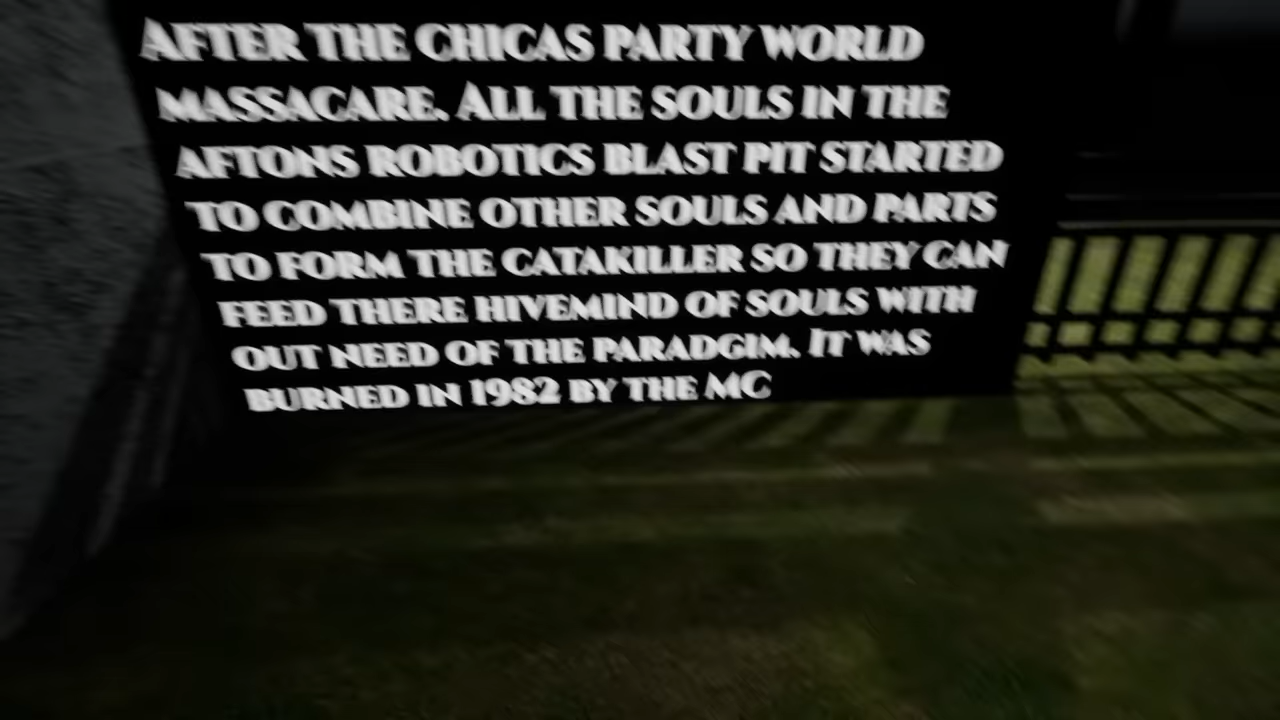 After the Chicas Party World
massacare. All the souls in the
Aftons Robotics Blast Pit started
to combine other souls and parts
to form the Catakiller so they can
feed there hivemind of souls with
out need of the paradgim. It was
burned in 1982 by the MC